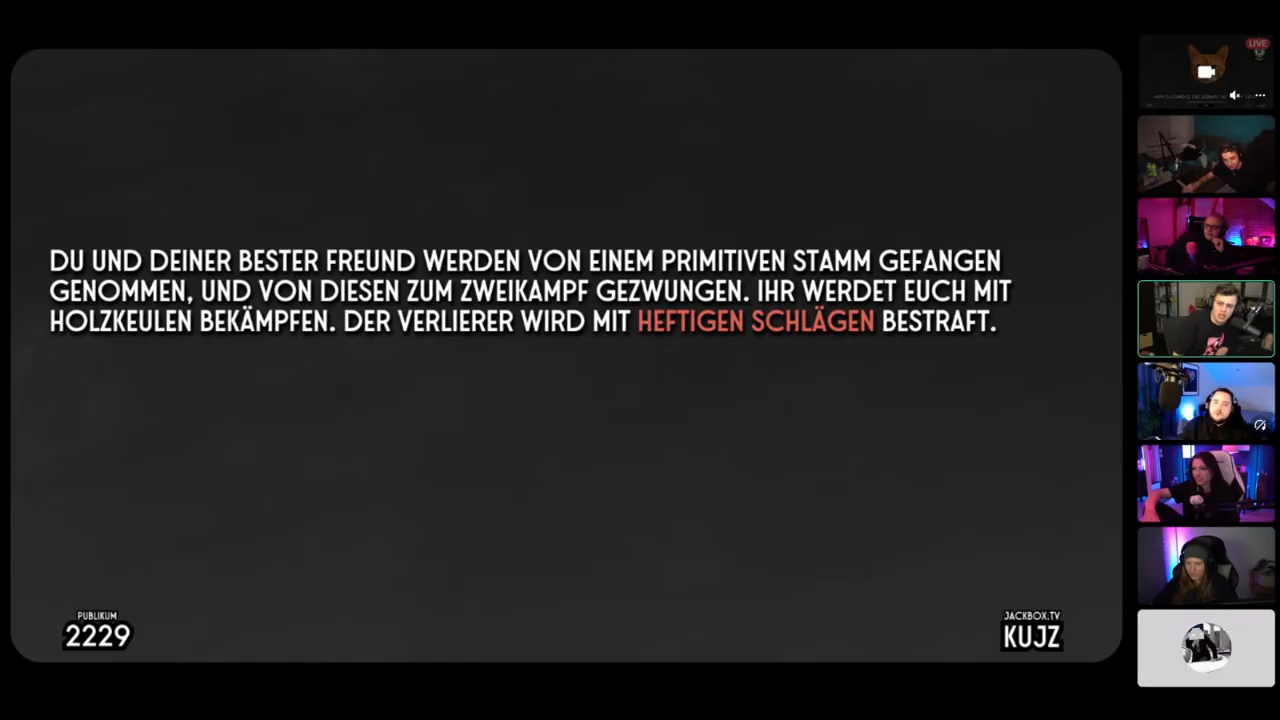 DU UND DEINER BESTER FREUND WERDEN VON EINEM PRIMITIVEN STAMM GEFANGEN
GENOMMEN, UND VON DIESEN ZUM ZWEIKAMPF GEZWUNGEN. IHR WERDET EUCH MIT
HOLZKEULEN BEKÄMPFEN. DER VERLIERER WIRD MIT HEFTIGEN SCHLÄGEN BESTRAFT.
PUBLIKUM
2229
JACKBOX.TV
KUJZ
LIVE